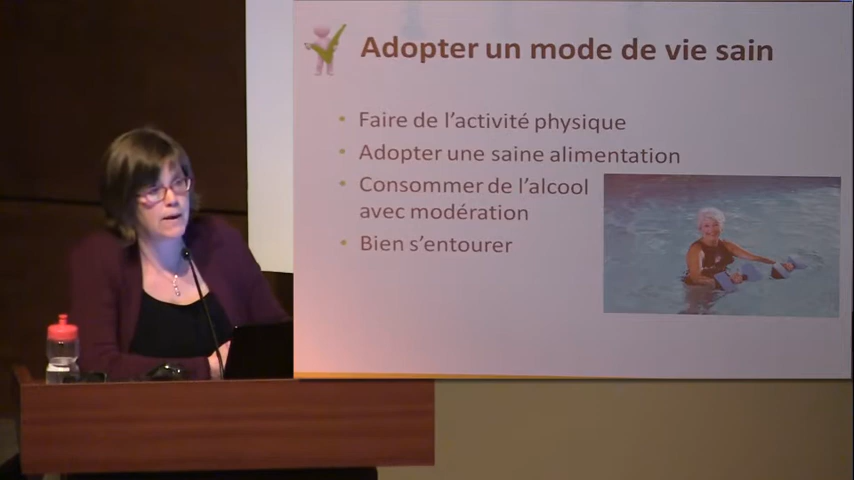 Adopter un mode de vie sain
• Faire de l'activité physique
• Adopter une saine alimentation
• Consommer de l'alcool
avec modération
• Bien s'entourer